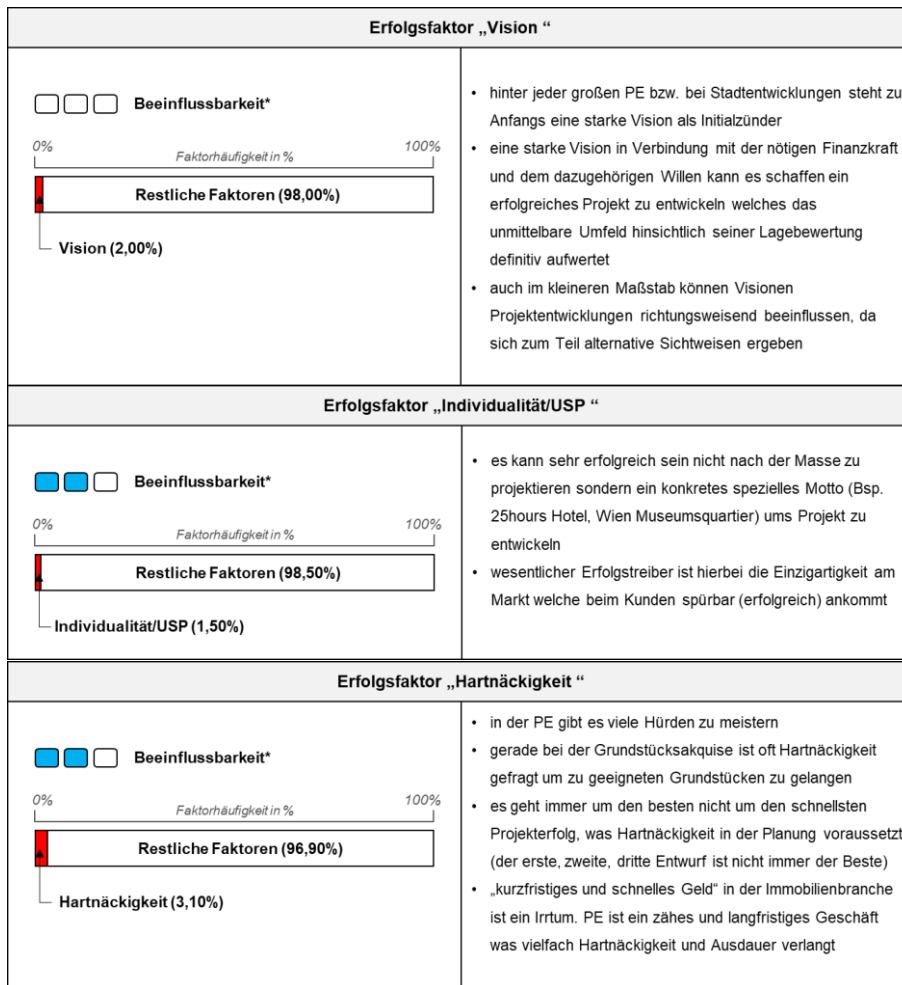 Erfolgsfaktor „Vision “
Beeinflussbarkeit*
0%
100%
Faktorhäufigkeit in %
Restliche Faktoren (98,00%)
Vision (2,00%)
• hinter jeder großen PE bzw. bei Stadtentwicklungen steht zu
Anfangs eine starke Vision als Initialzünder
• eine starke Vision in Verbindung mit der nötigen Finanzkraft
und dem dazugehörigen Willen kann es schaffen ein
erfolgreiches Projekt zu entwickeln welches das
unmittelbare Umfeld hinsichtlich seiner Lagebewertung
definitiv aufwertet
• auch im kleineren Maßstab können Visionen
Projektentwicklungen richtungsweisend beeinflussen, da
sich zum Teil alternative Sichtweisen ergeben
Erfolgsfaktor „Individualität/USP “
Beeinflussbarkeit*
0%
100%
Faktorhäufigkeit in %
Restliche Faktoren (98,50%)
Individualität/USP (1,50%)
• es kann sehr erfolgreich sein nicht nach der Masse zu
projektieren sondern ein konkretes spezielles Motto (Bsp.
25hours Hotel, Wien Museumsquartier) ums Projekt zu
entwickeln
• wesentlicher Erfolgstreiber ist hierbei die Einzigartigkeit am
Markt welche beim Kunden spürbar (erfolgreich) ankommt
Erfolgsfaktor „Hartnäckigkeit “
Beeinflussbarkeit*
0%
100%
Faktorhäufigkeit in %
Restliche Faktoren (96,90%)
Hartnäckigkeit (3,10%)
• in der PE gibt es viele Hürden zu meistern
• gerade bei der Grundstücksakquise ist oft Hartnäckigkeit
gefragt um zu geeigneten Grundstücken zu gelangen
• es geht immer um den besten nicht um den schnellsten
Projekterfolg, was Hartnäckigkeit in der Planung voraussetzt
(der erste, zweite, dritte Entwurf ist nicht immer der Beste)
• „kurzfristiges und schnelles Geld“ in der Immobilienbranche
ist ein Irrtum. PE ist ein zähes und langfristiges Geschäft
was vielfach Hartnäckigkeit und Ausdauer verlangt